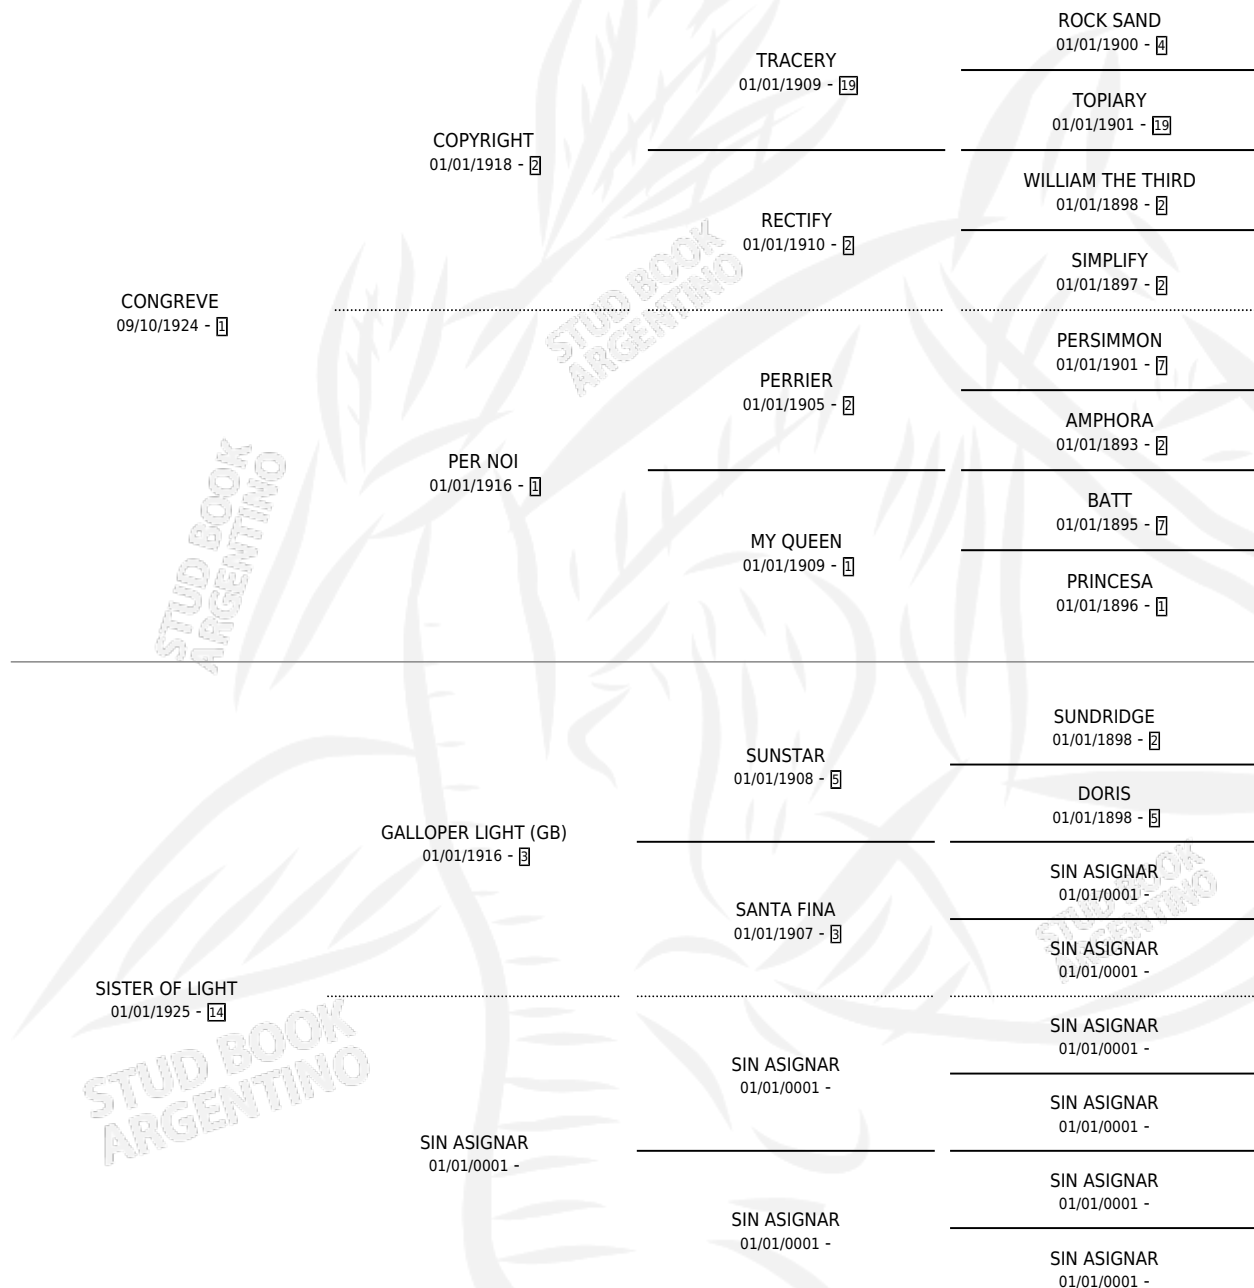 ROCK SAND
01/01/1900 - 4
TRACERY
01/01/1909 - 19
TOPIARY
01/01/1901 - 19
COPYRIGHT
01/01/1918 - 2
WILLIAM THE THIRD
01/01/1898 - 2
RECTIFY
01/01/1910 - 2
SIMPLIFY
01/01/1897 - 2
CONGREVE
09/10/1924 - 1
STUD BOOK
ARGENTINO
PERSIMMON
01/01/1901 - 7
PERRIER
01/01/1905 - 2
AMPHORA
01/01/1893 - 2
PER NOI
01/01/1916 - 1
BATT
01/01/1895 - 7
MY QUEEN
01/01/1909 - 1
PRINCESA
01/01/1896 - 1
STUD BOOK
ARGENTINO
SUNDRIDGE
01/01/1898 - 2
SUNSTAR
01/01/1908 - 5
DORIS
01/01/1898 - 5
GALLOPER LIGHT (GB)
01/01/1916 - 3
SIN ASIGNAR
01/01/0001 -
STUD BOOK
ARGENTINO
SANTA FINA
01/01/1907 - 3
SIN ASIGNAR
01/01/0001 -
SISTER OF LIGHT
01/01/1925 - 14
STUD BOOK
ARGENTINO
SIN ASIGNAR
01/01/0001 -
SIN ASIGNAR
01/01/0001 -
SIN ASIGNAR
01/01/0001 -
SIN ASIGNAR
01/01/0001 -
SIN ASIGNAR
01/01/0001 -
SIN ASIGNAR
01/01/0001 -
SIN ASIGNAR
01/01/0001 -